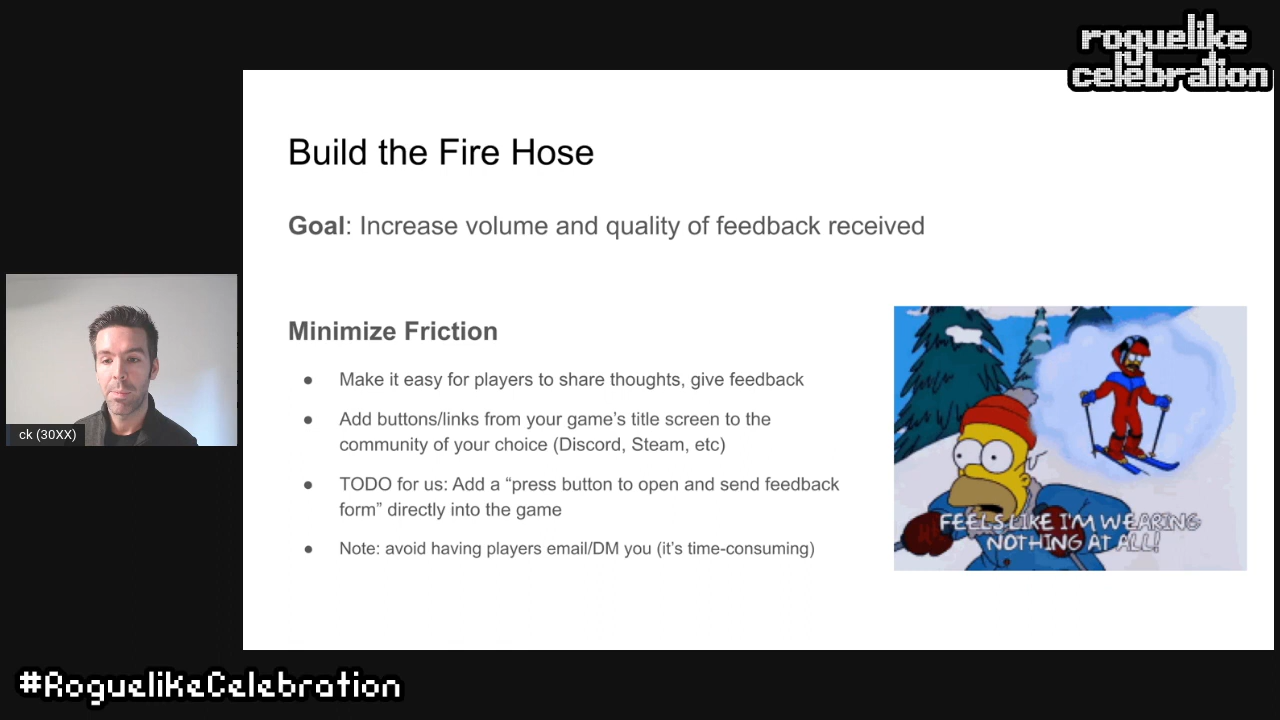 roguelike
celebration
Build the Fire Hose
Goal: Increase volume and quality of feedback received
Minimize Friction
● Make it easy for players to share thoughts, give feedback
● Add buttons/links from your game’s title screen to the
community of your choice (Discord, Steam, etc)
● TODO for us: Add a “press button to open and send feedback
form” directly into the game
● Note: avoid having players email/DM you (it’s time-consuming)
FEELS LIKE I'M WEARING
NOTHING AT ALL!
ck (30XX)
#RoguelikeCelebration